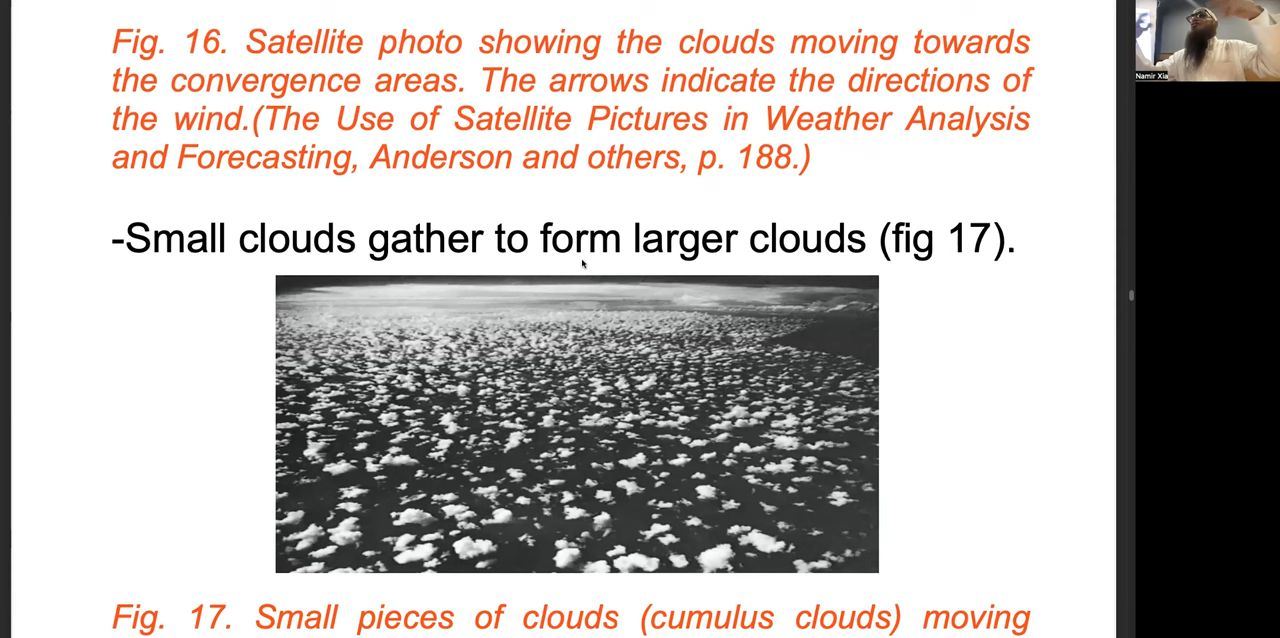 Fig. 16. Satellite photo showing the clouds moving towards
the convergence areas. The arrows indicate the directions of
the wind.(The Use of Satellite Pictures in Weather Analysis
and Forecasting, Anderson and others, p. 188.)
-Small clouds gather to form larger clouds (fig 17).
Fig. 17. Small pieces of clouds (cumulus clouds) moving
Namir Xia